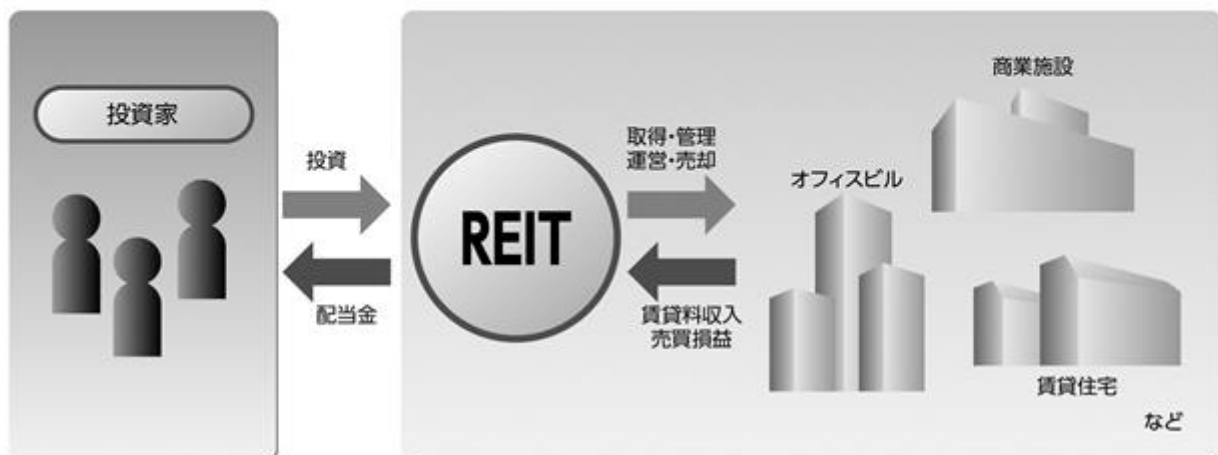 投資家
投資
配当金
REIT
取得・管理
運営・売却
賃貸料収入
売買損益
商業施設
オフィスビル
賃貸住宅
など